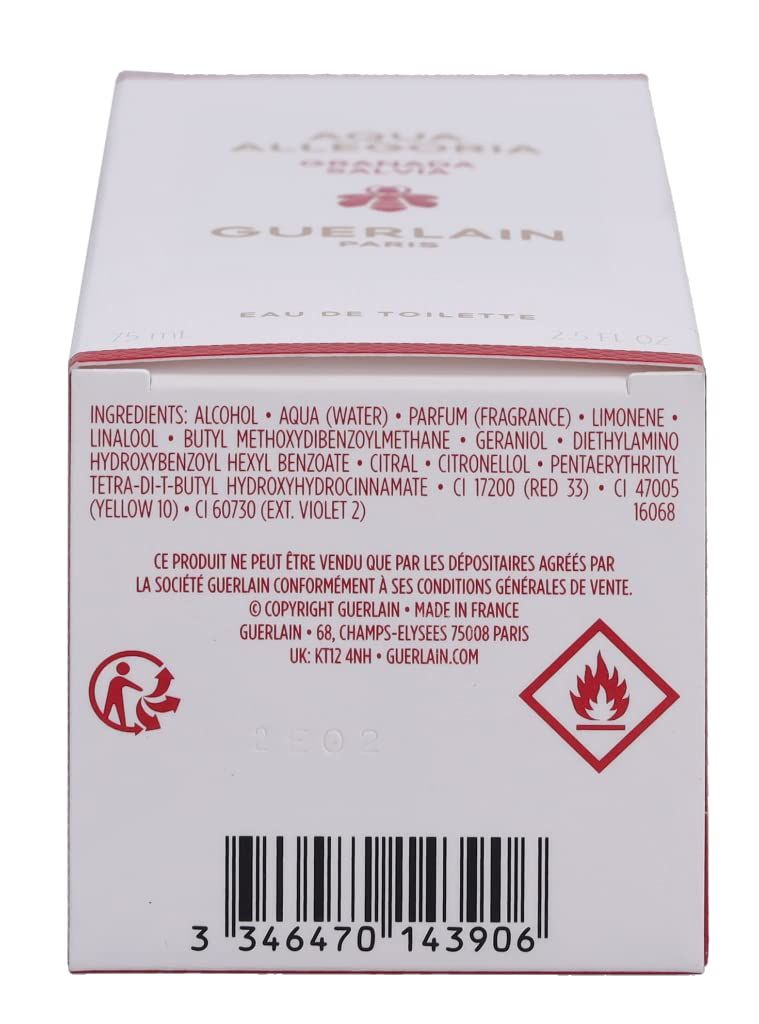 AQUA
ALLEGORIA
GRANADA
SALVIA
GUERLAIN
PARIS
EAU DE TOILETTE
75 mL 2.5 FL OZ
INGREDIENTS: ALCOHOL • AQUA (WATER) • PARFUM (FRAGRANCE) • LIMONENE •
LINALOOL • BUTYL METHOXYDIBENZOYLMETHANE • GERANIOL • DIETHYLAMINO
HYDROXYBENZOYL HEXYL BENZOATE • CITRAL • CITRONELLOL • PENTAERYTHRITYL
TETRA-DI-T-BUTYL HYDROXYHYDROCINNAMATE • CI 17200 (RED 33) • CI 47005
(YELLOW 10) • CI 60730 (EXT. VIOLET 2) 16068
CE PRODUIT NE PEUT ÊTRE VENDU QUE PAR LES DÉPOSITAIRES AGRÉÉS PAR
LA SOCIÉTÉ GUERLAIN CONFORMÉMENT À SES CONDITIONS GÉNÉRALES DE VENTE.
© COPYRIGHT GUERLAIN • MADE IN FRANCE
GUERLAIN • 68, CHAMPS-ELYSEES 75008 PARIS
UK: KT12 4NH • GUERLAIN.COM
2E02
3 346470 143906